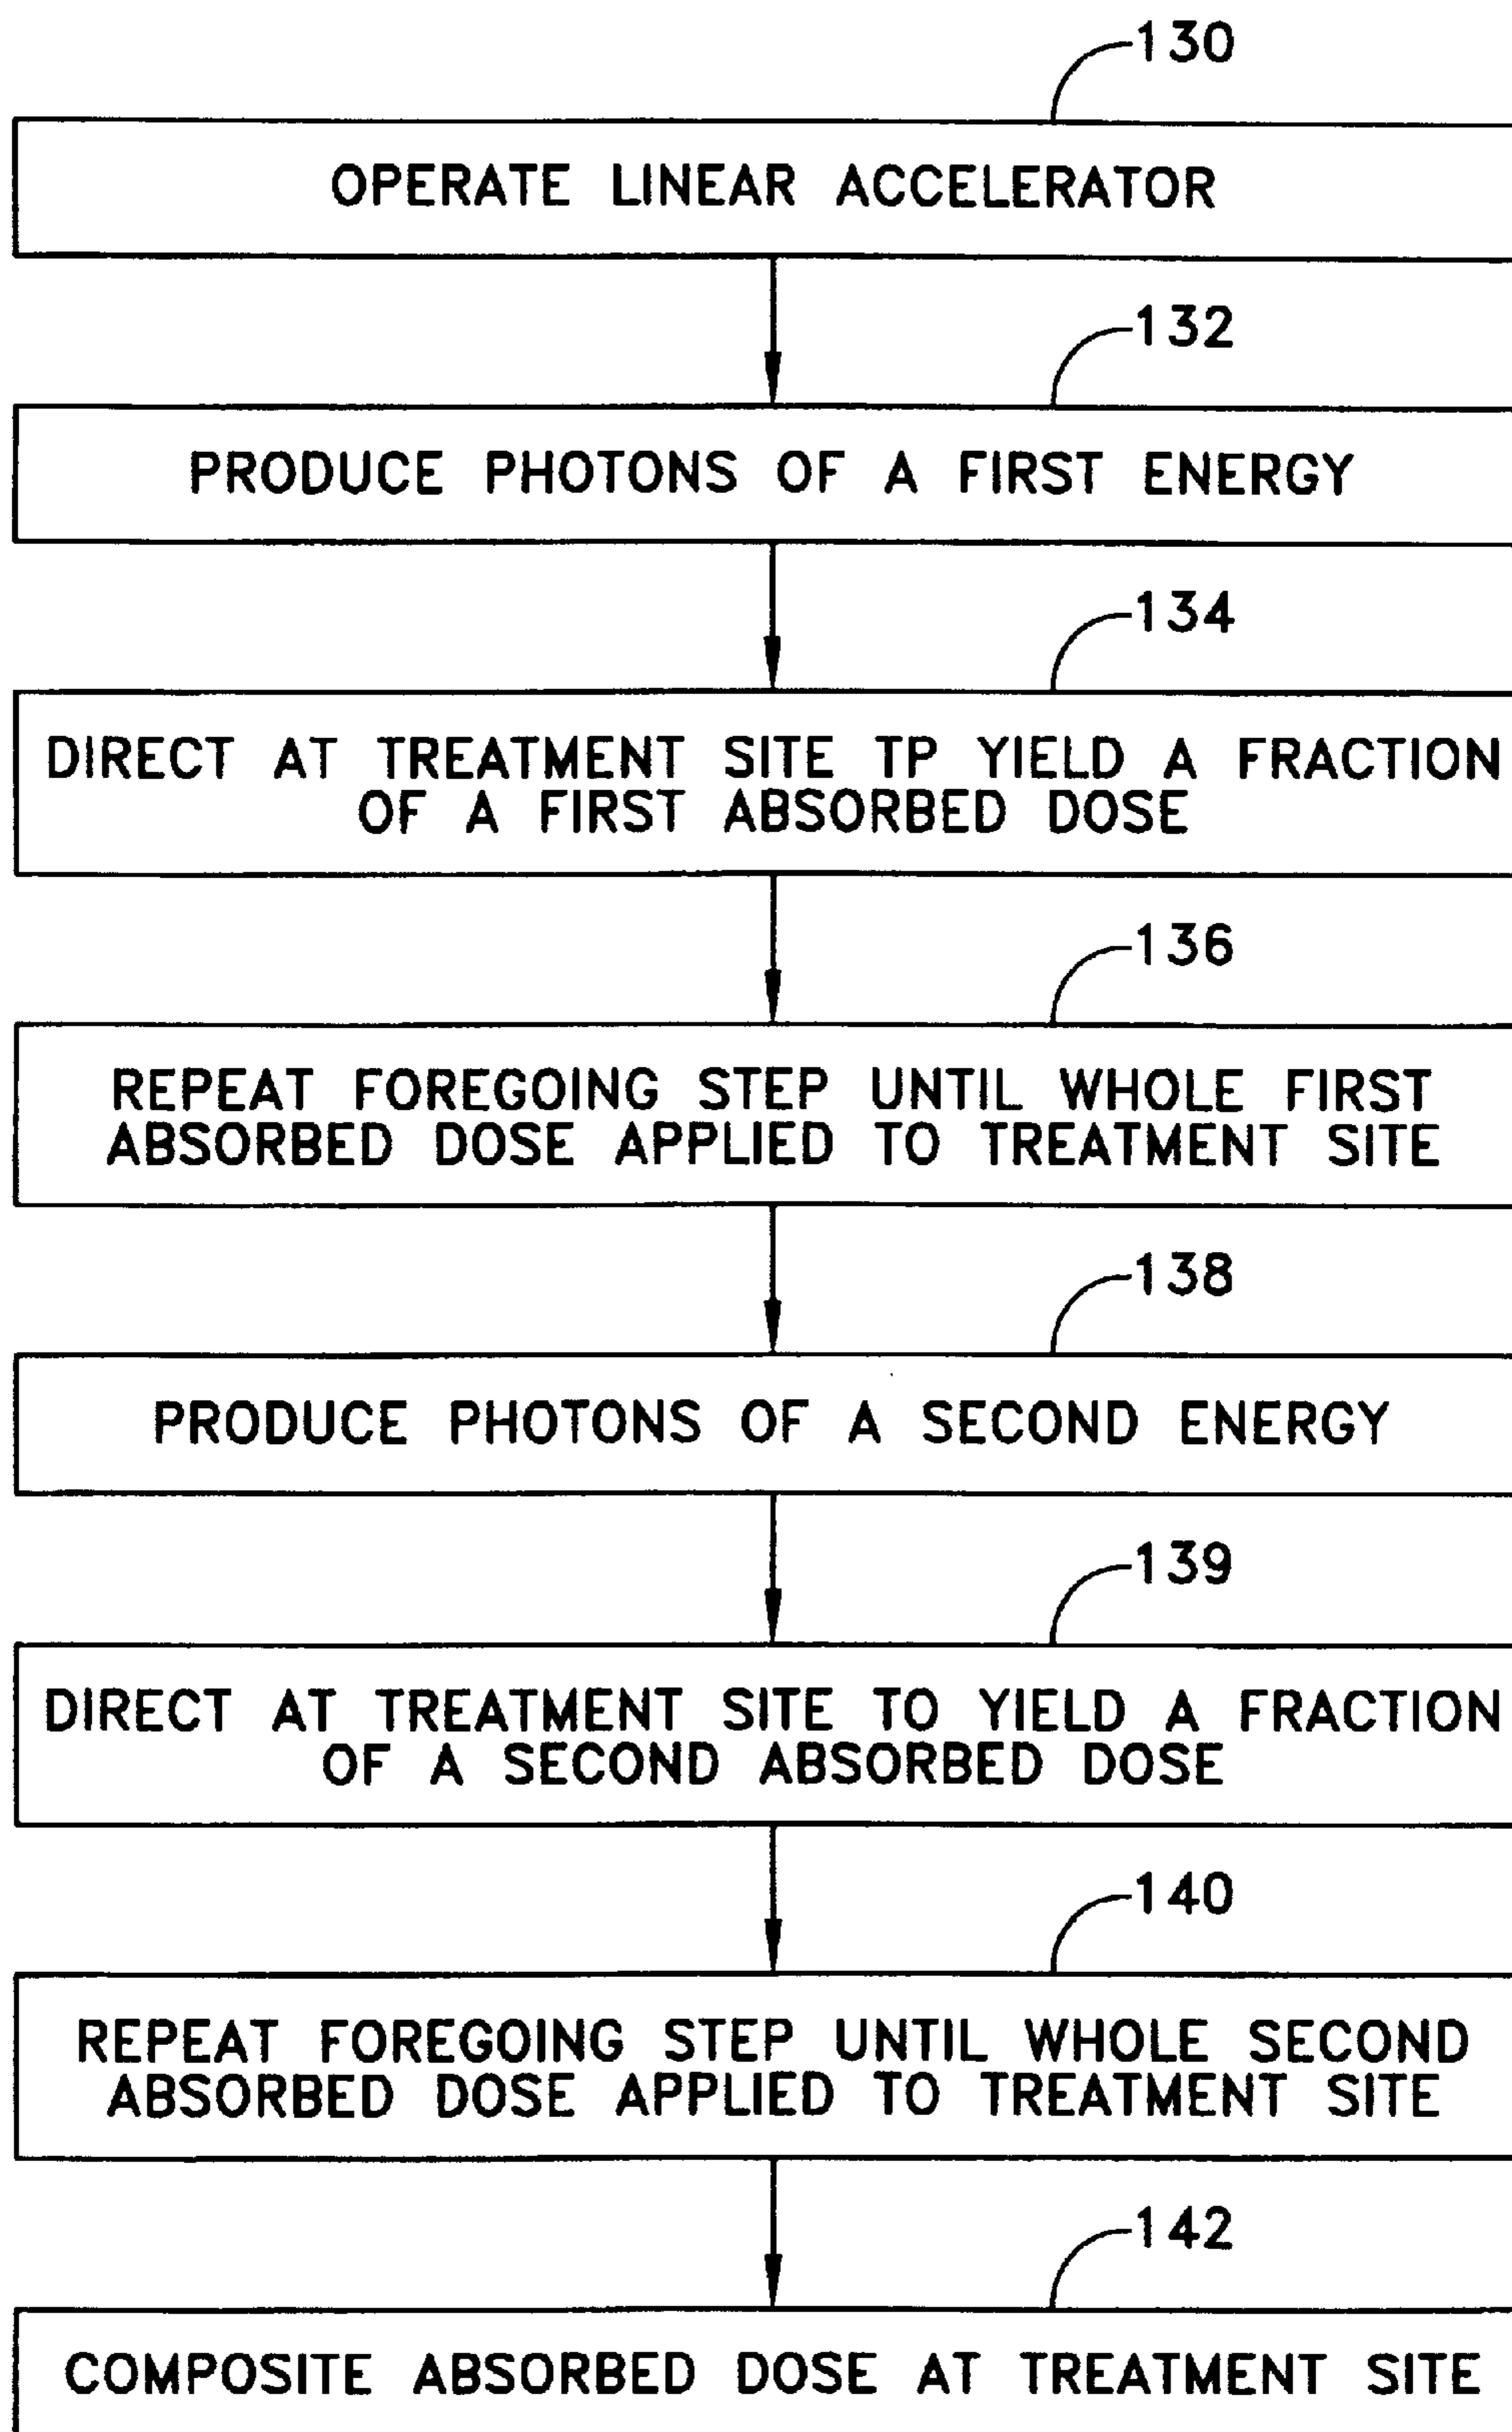 130
OPERATE LINEAR ACCELERATOR
132
PRODUCE PHOTONS OF A FIRST ENERGY
134
DIRECT AT TREATMENT SITE TP YIELD A FRACTION
OF A FIRST ABSORBED DOSE
136
REPEAT FOREGOING STEP UNTIL WHOLE FIRST
ABSORBED DOSE APPLIED TO TREATMENT SITE
138
PRODUCE PHOTONS OF A SECOND ENERGY
139
DIRECT AT TREATMENT SITE TO YIELD A FRACTION
OF A SECOND ABSORBED DOSE
140
REPEAT FOREGOING STEP UNTIL WHOLE SECOND
ABSORBED DOSE APPLIED TO TREATMENT SITE
142
COMPOSITE ABSORBED DOSE AT TREATMENT SITE